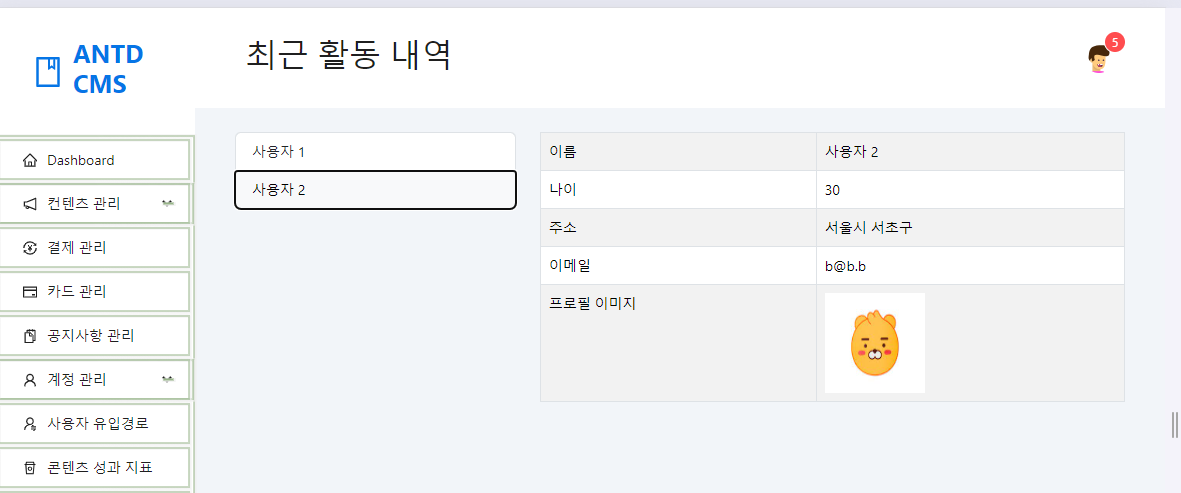 ANTD
CMS
최근 활동 내역
5
Dashboard
컨텐츠 관리
결제 관리
카드 관리
공지사항 관리
계정 관리
사용자 유입경로
콘텐츠 성과 지표
사용자 1
사용자 2
이름 사용자 2
나이 30
주소 서울시 서초구
이메일 b@b.b
프로필 이미지